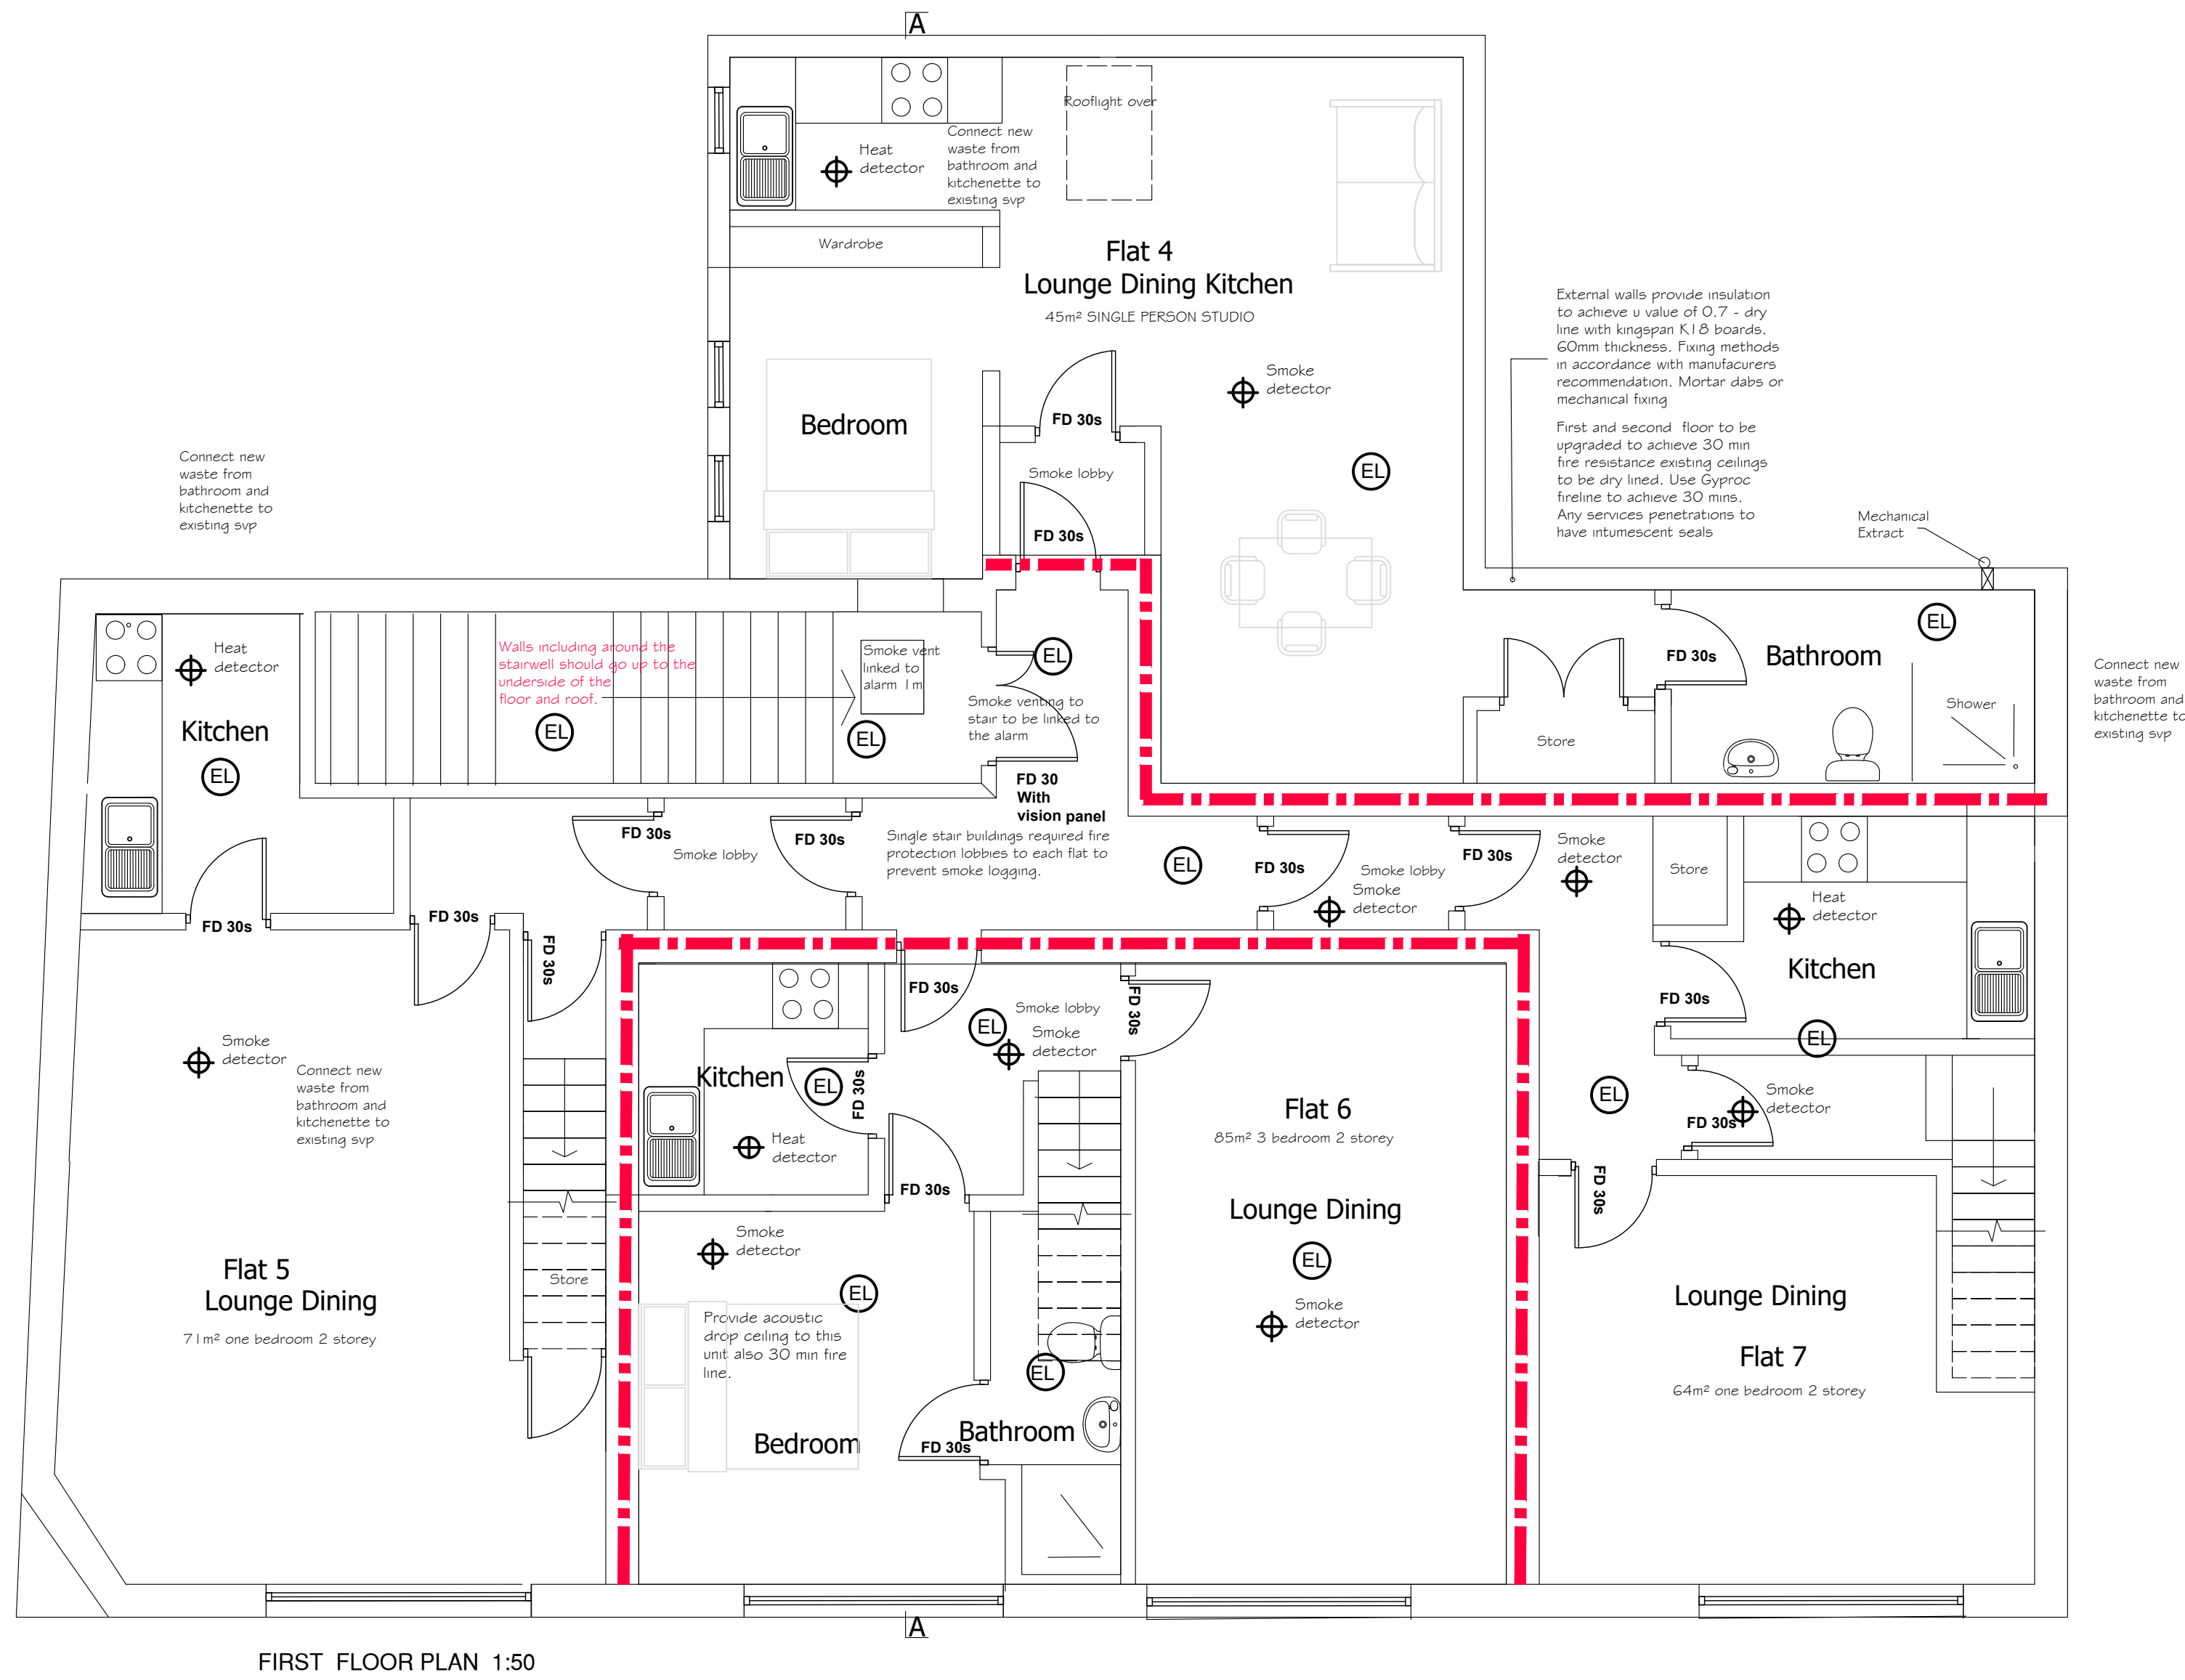 A
Rooflight over
Connect new
waste from
bathroom and
kitchenette to
existing svp
Heat
detector
Wardrobe
Flat 4
Lounge Dining Kitchen
45m² SINGLE PERSON STUDIO
External walls provide insulation
to achieve u value of 0.7 - dry
line with kingspan K18 boards.
60mm thickness. Fixing methods
in accordance with manufacurers
recommendation. Mortar dabs or
mechanical fixing
First and second floor to be
upgraded to achieve 30 min
fire resistance existing ceilings
to be dry lined. Use Gyproc
fireline to achieve 30 mins.
Any services penetrations to
have intumescent seals
Smoke
detector
Bedroom
FD 30s
Smoke lobby
FD 30s
EL
Connect new
waste from
bathroom and
kitchenette to
existing svp
Mechanical
Extract
Heat
detector
Kitchen
EL
Walls including around the
stairwell should go up to the
underside of the
floor and roof.
EL
Smoke vent
linked to
alarm 1m
EL
EL
Smoke venting to
stair to be linked to
the alarm
FD 30
With
vision panel
Store
FD 30s
Bathroom
EL
Shower
Connect new
waste from
bathroom and
kitchenette to
existing svp
FD 30s
Smoke lobby
FD 30s
Single stair buildings required fire
protection lobbies to each flat to
prevent smoke logging.
EL
FD 30s
Smoke lobby
Smoke
detector
FD 30s
Smoke
detector
Store
Heat
detector
Kitchen
FD 30s
EL
FD 30s
FD 30s
FD 30s
Smoke
detector
Connect new
waste from
bathroom and
kitchenette to
existing svp
FD 30s
EL
Smoke lobby
Smoke
detector
FD 30s
Kitchen
EL
FD 30s
Heat
detector
FD 30s
Flat 6
85m² 3 bedroom 2 storey
Lounge Dining
EL
Smoke
detector
EL
FD 30s
Smoke
detector
FD 30s
Smoke
detector
EL
Provide acoustic
drop ceiling to this
unit also 30 min fire
line.
Bedroom
EL
Bathroom
FD 30s
Flat 5
Lounge Dining
71m² one bedroom 2 storey
Store
Lounge Dining
Flat 7
64m² one bedroom 2 storey
A
FIRST FLOOR PLAN 1:50